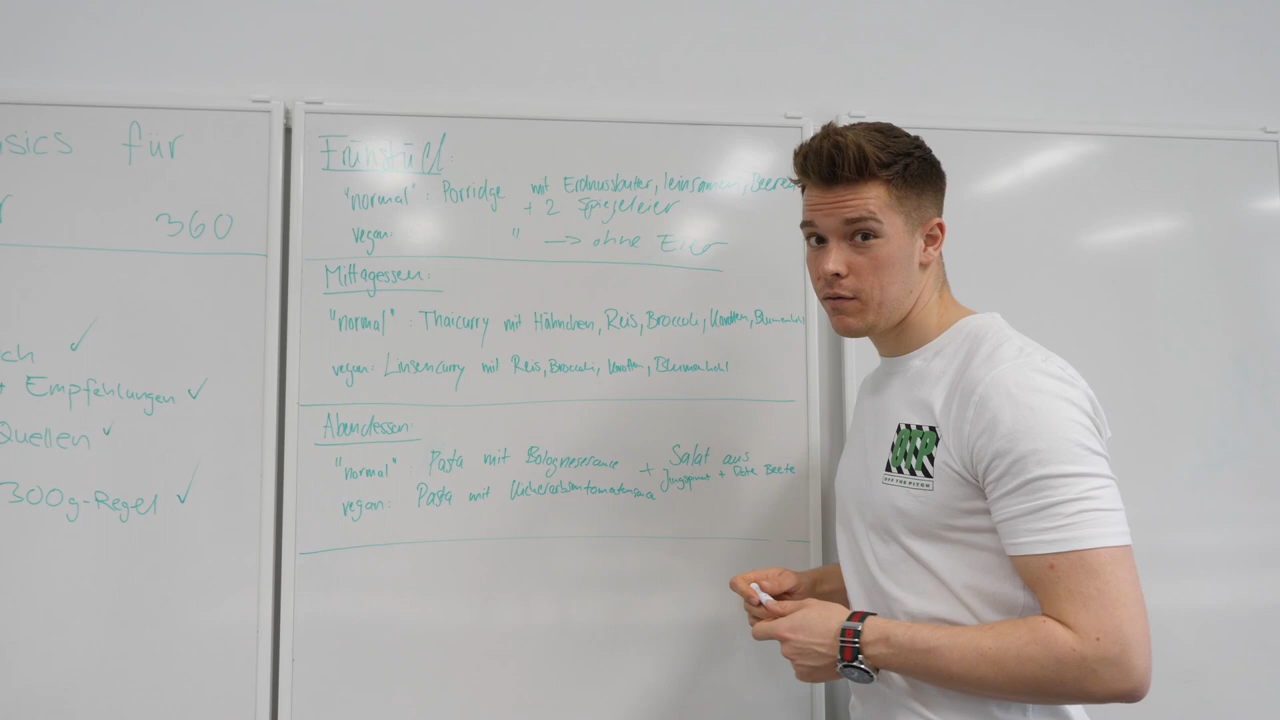 sics für
360
ch ✓
+ Empfehlungen ✓
Quellen ✓
300g-Regel ✓
Frühstück:
"normal": Porridge mit Erdnussbutter, leinsamen, Beeren
+ 2 Spiegeleier
vegan: " -> ohne Eier
Mittagessen:
"normal": Thaicurry mit Hähnchen, Reis, Broccoli, Karotten, Blumenkohl
vegan: Linsencurry mit Reis, Broccoli, Karotten, Blumenkohl
Abendessen:
"normal": Pasta mit Bolognesesauce + Salat aus
Jungspinat + Rote Beete
vegan: Pasta mit Kichererbsentomatensauce
OTP
OFF THE PITCH